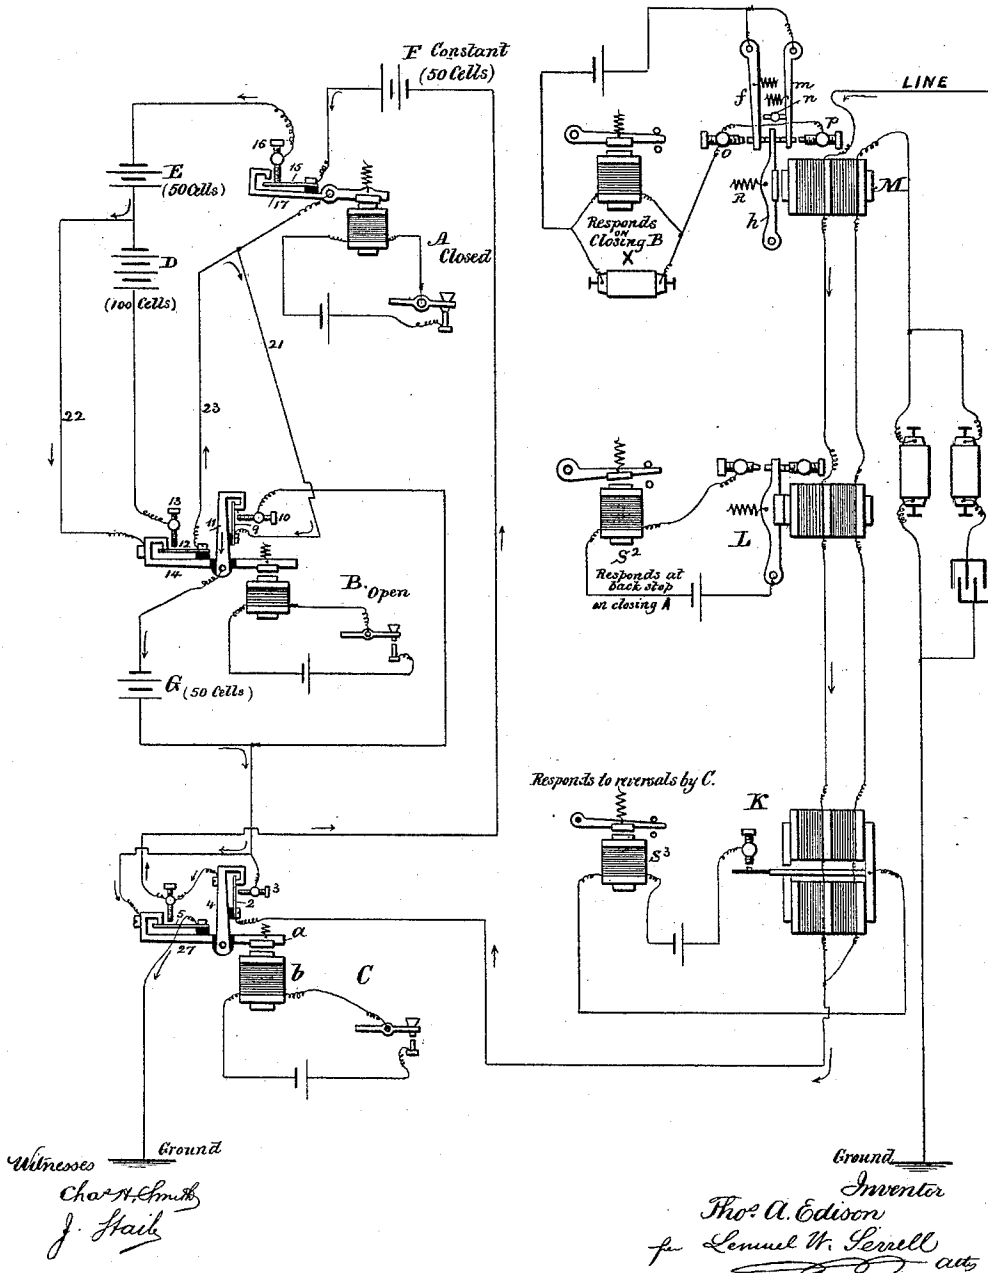 F Constant
(50 Cells)
E
(50 Cells)
D
(100 Cells)
16
15
17
A
Closed
21
22
23
13
12
14
11
9
10
B.
Open
G (50 Cells)
3
2
4
5
27
a
b
C
Ground
Responds
on
Closing B
X
f
m
n
o
p
R
h
M
LINE
S2
Responds at
back stop
on closing A
L
Responds to reversals by C.
S3
K
Ground
Witnesses
Chas H. Smith
J. Stail
Inventor
Thos. A. Edison
per Lemuel W. Serrell
atty